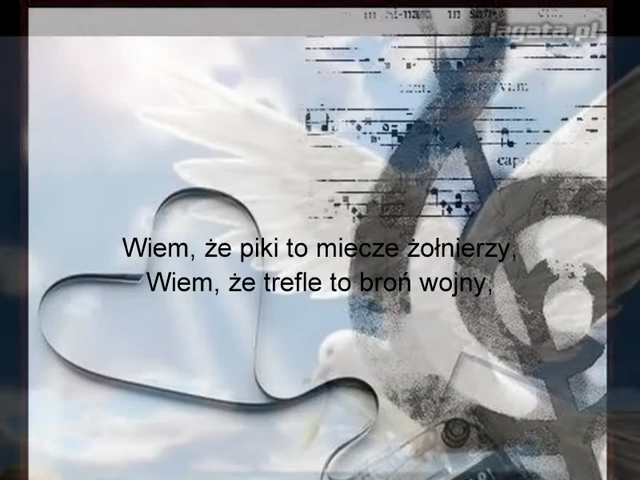 lagata.pl
Wiem, że piki to miecze żołnierzy,
Wiem, że trefle to broń wojny,